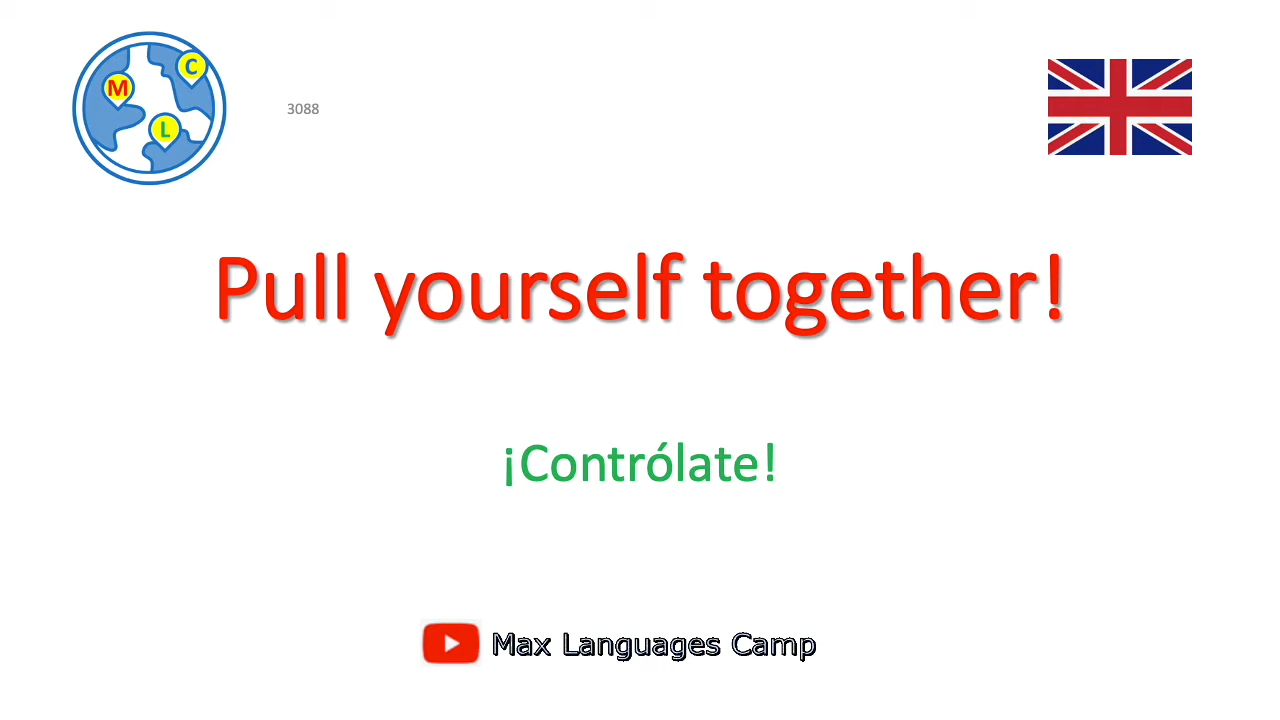 M
C
L
3088
Pull yourself together!
¡Contrólate!
Max Languages Camp